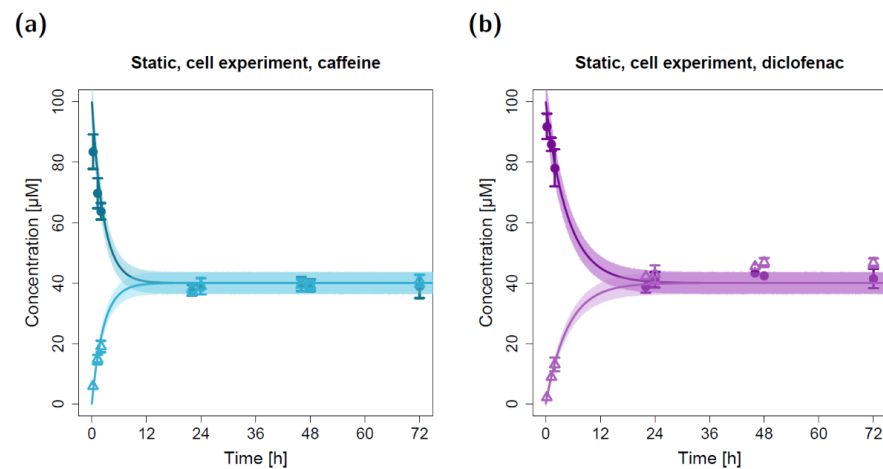 (a)
Static, cell experiment, caffeine
Concentration [µM]
100
80
60
40
20
0
0 12 24 36 48 72
Time [h]
(b)
Static, cell experiment, diclofenac
Concentration [µM]
100
80
60
40
20
0
0 12 24 36 48 72
Time [h]